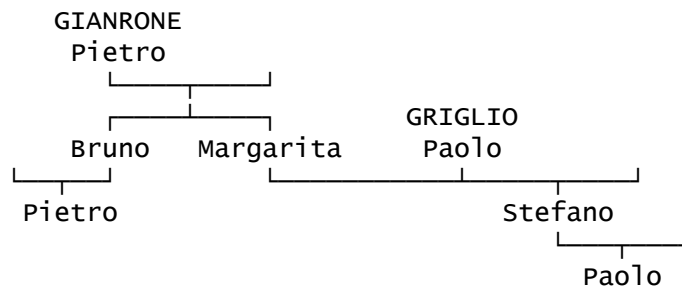 GIANRONE
Pietro
GRIGLIO
Bruno Margarita Paolo
Pietro Stefano
Paolo